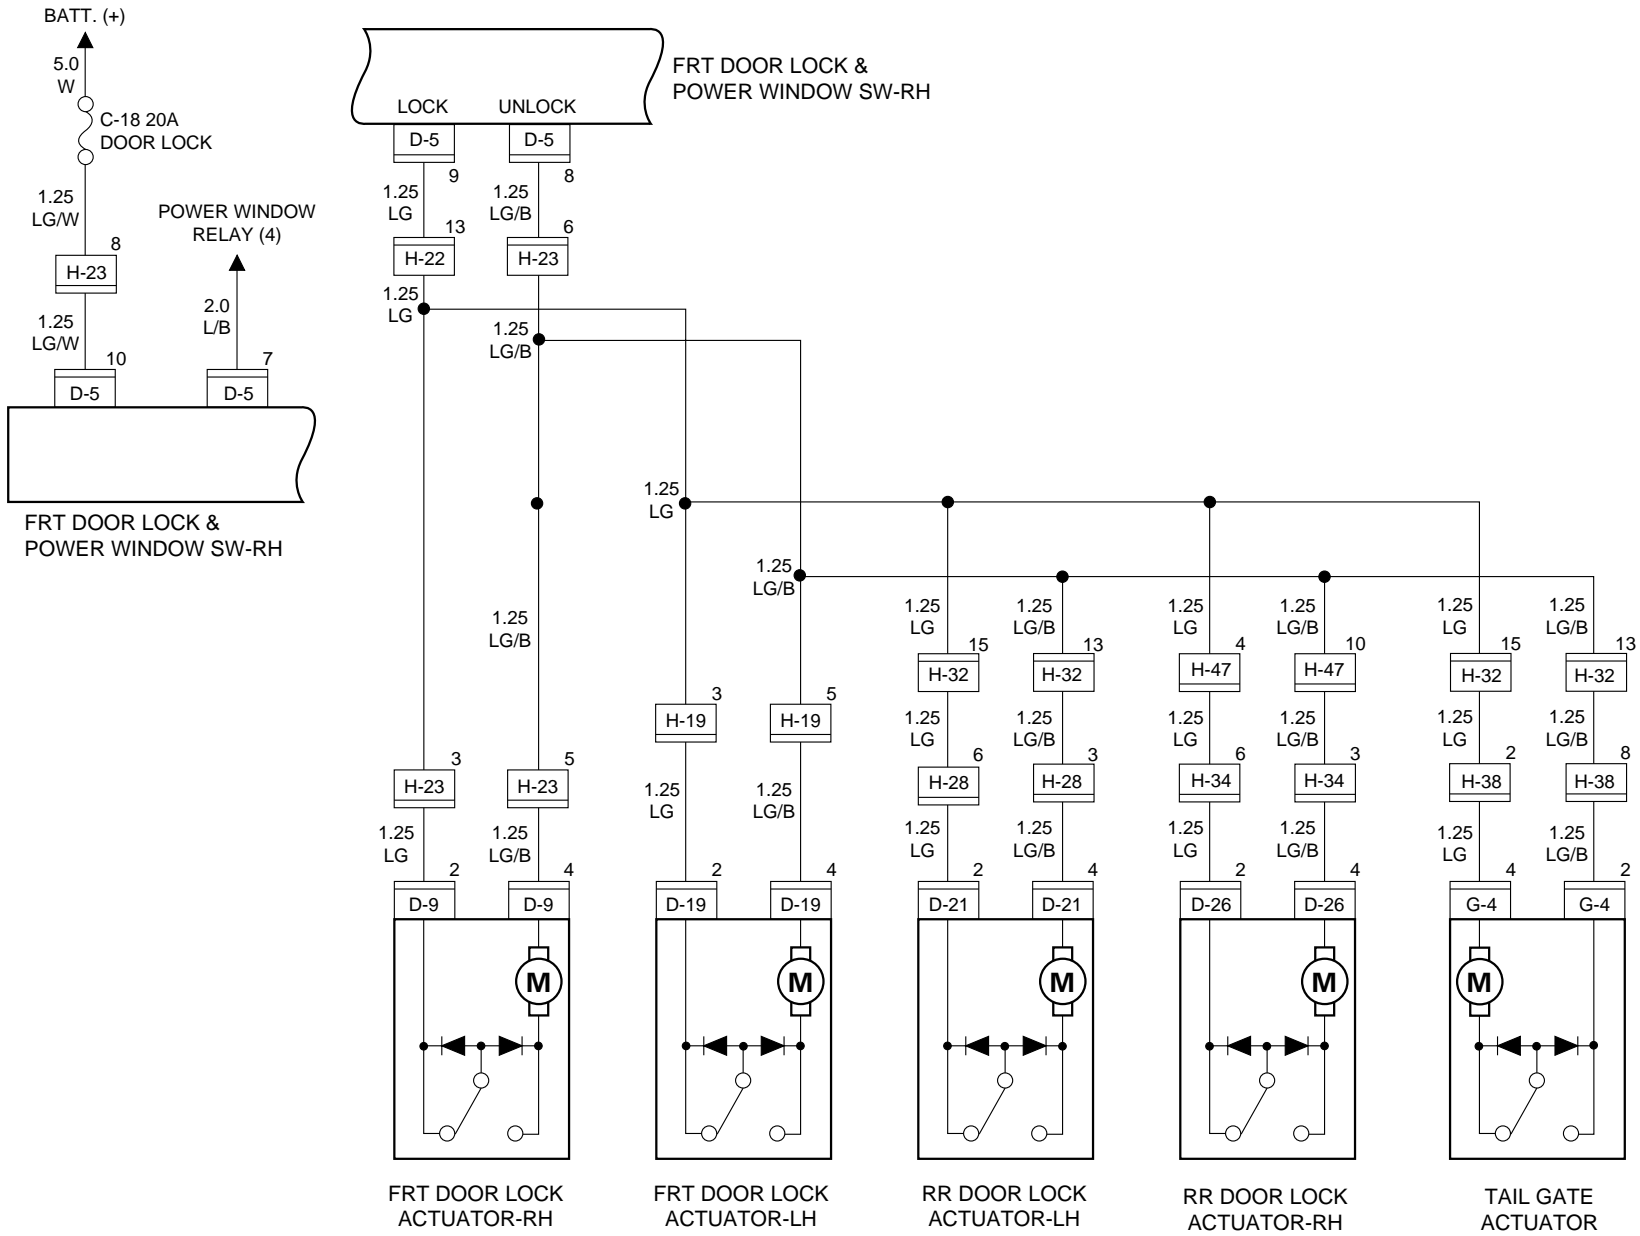 BATT. (+)
5.0
W
C-18 20A
DOOR LOCK
1.25
LG/W
8
H-23
1.25
LG/W
10
D-5
POWER WINDOW
RELAY (4)
2.0
L/B
7
D-5
FRT DOOR LOCK &
POWER WINDOW SW-RH
LOCK UNLOCK
FRT DOOR LOCK &
POWER WINDOW SW-RH
D-5 D-5
9 8
1.25 1.25
LG LG/B
13 6
H-22 H-23
1.25
LG
1.25
LG/B
1.25
LG
1.25
LG/B
1.25
LG/B
1.25 1.25 1.25 1.25 1.25 1.25
LG LG/B LG LG/B LG LG/B
15 13 4 10 15 13
H-32 H-32 H-47 H-47 H-32 H-32
3 5
H-19 H-19
1.25 1.25 1.25 1.25 1.25 1.25
LG LG/B LG LG/B LG LG/B
3 5
H-23 H-23
6 3 6 3 2 8
H-28 H-28 H-34 H-34 H-38 H-38
1.25 1.25
LG LG/B
1.25 1.25 1.25 1.25 1.25 1.25 1.25 1.25
LG LG/B LG LG/B LG LG/B LG LG/B
2 4 2 4 2 4 2 4 4 2
D-9 D-9 D-19 D-19 D-21 D-21 D-26 D-26 G-4 G-4
M M M M M
FRT DOOR LOCK
ACTUATOR-RH
FRT DOOR LOCK
ACTUATOR-LH
RR DOOR LOCK
ACTUATOR-LH
RR DOOR LOCK
ACTUATOR-RH
TAIL GATE
ACTUATOR